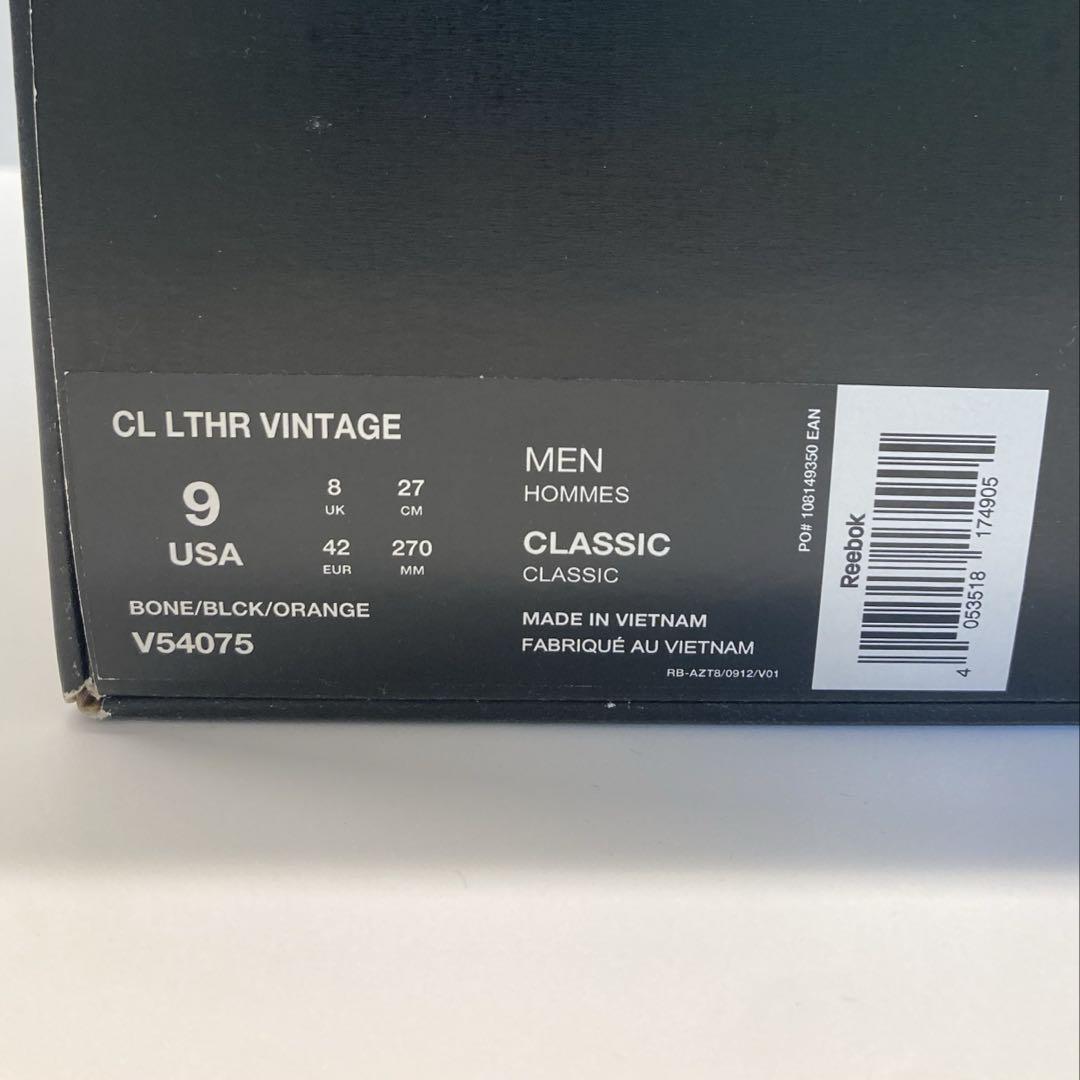 CL LTHR VINTAGE
9
USA
8
UK
27
CM
42
EUR
270
MM
BONE/BLCK/ORANGE
V54075
MEN
HOMMES
CLASSIC
CLASSIC
MADE IN VIETNAM
FABRIQUÉ AU VIETNAM
RB-AZT8/0912/V01
PO# 108149350 EAN
Reebok
4 053518 174905